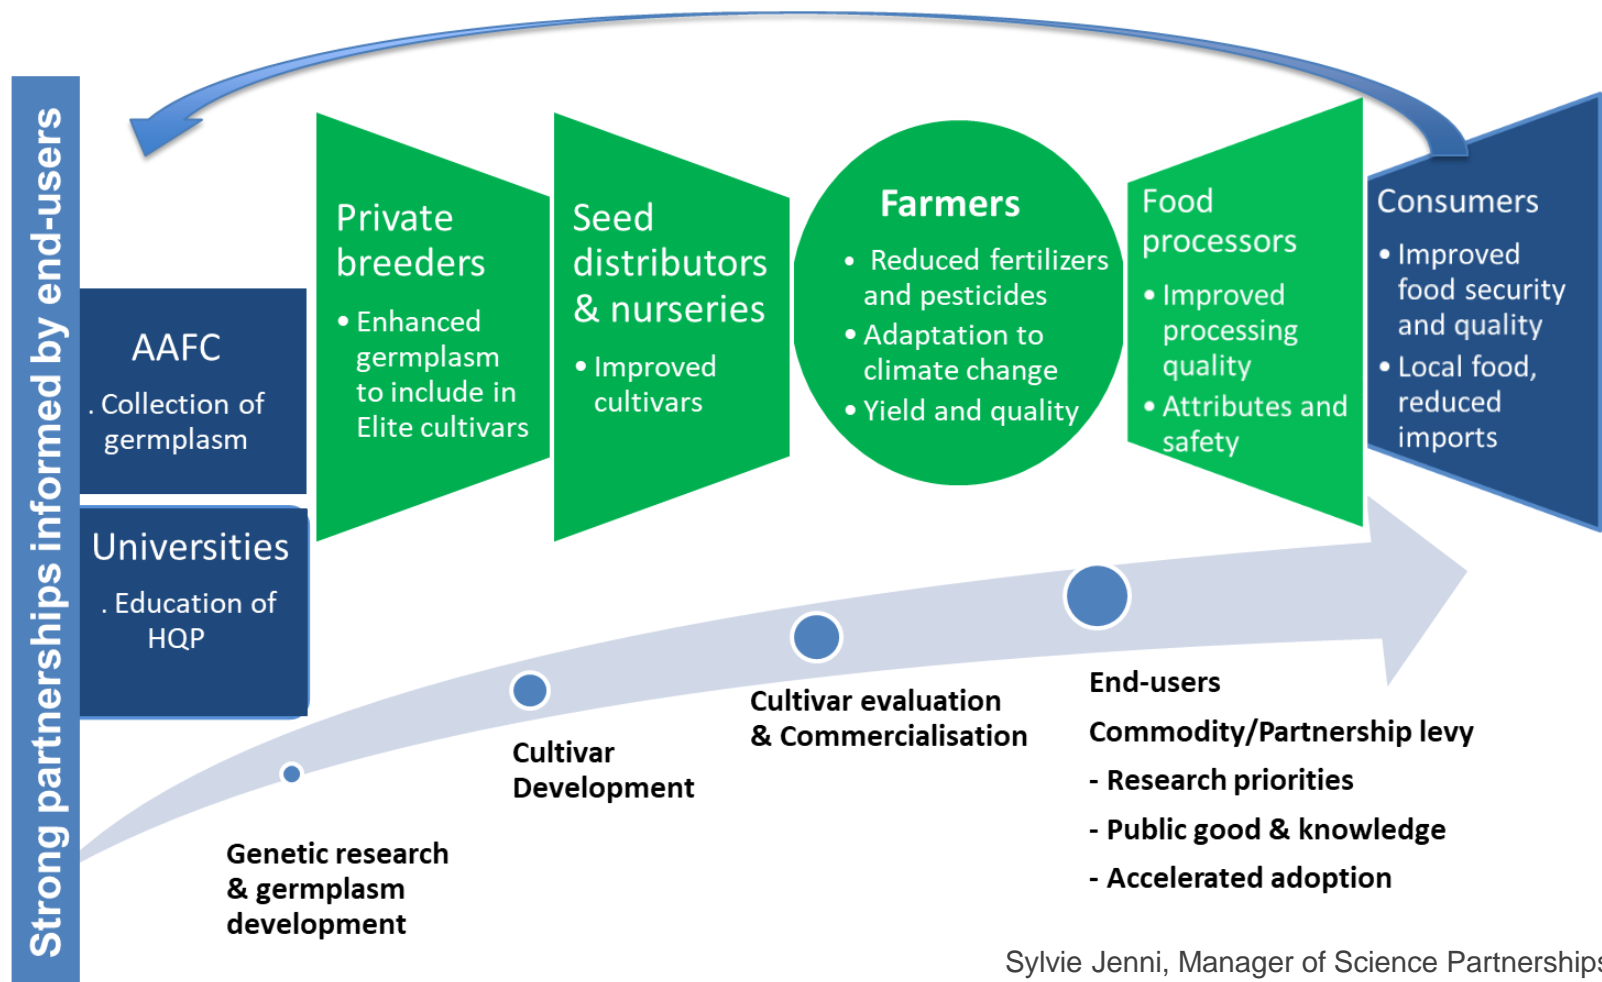 Strong partnerships informed by end-users
AAFC
. Collection of
germplasm
Universities
. Education of
HQP
Private
breeders
• Enhanced
germplasm
to include in
Elite cultivars
Seed
distributors
& nurseries
• Improved
cultivars
Farmers
• Reduced fertilizers
and pesticides
• Adaptation to
climate change
• Yield and quality
Food
processors
• Improved
processing
quality
• Attributes and
safety
Consumers
• Improved
food security
and quality
• Local food,
reduced
imports
Genetic research
& germplasm
development
Cultivar
Development
Cultivar evaluation
& Commercialisation
End-users
Commodity/Partnership levy
- Research priorities
- Public good & knowledge
- Accelerated adoption
Sylvie Jenni, Manager of Science Partnerships